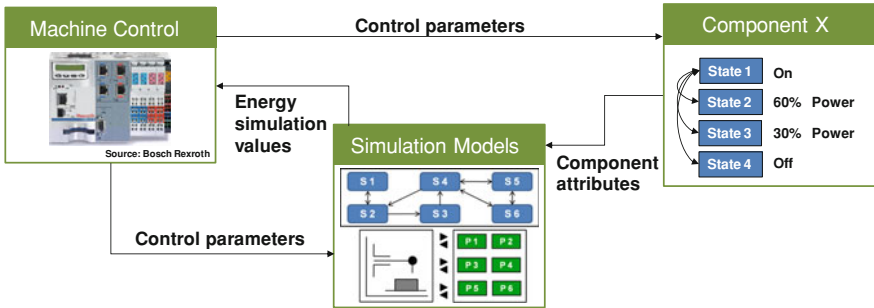 Machine Control
Source: Bosch Rexroth
Control parameters
Component X
State 1 On
State 2 60% Power
State 3 30% Power
State 4 Off
Energy
simulation
values
Component
attributes
Control parameters
Simulation Models
S 1 S 4 S 5
S 2 S 3 S 6
P 1 P 2
P 3 P 4
P 5 P 6